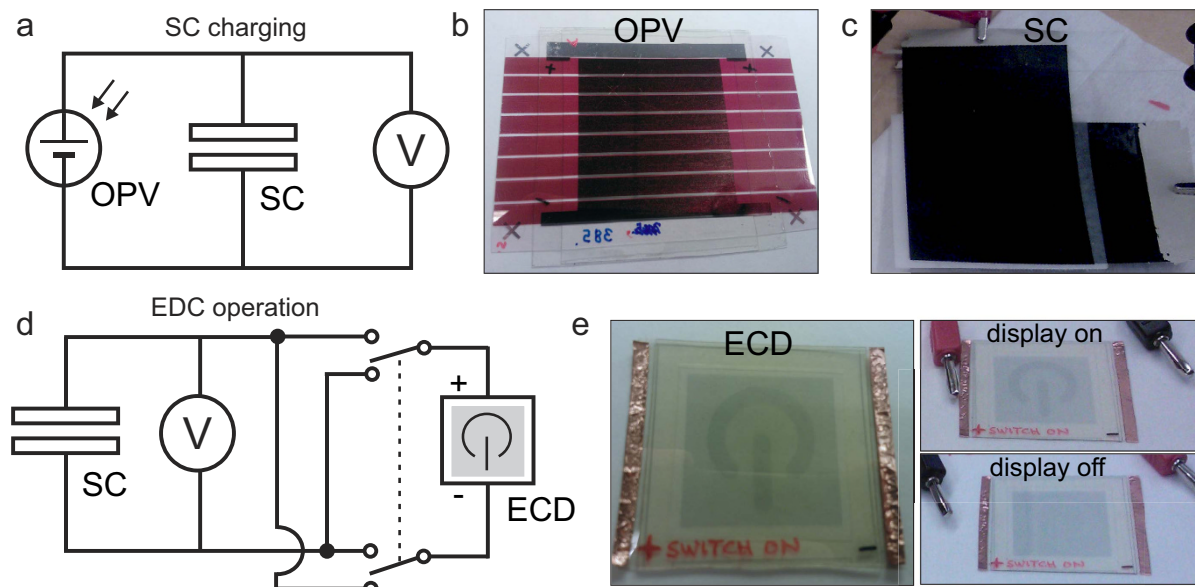 a
SC charging
OPV
SC
V
b
OPV
+
+
-
-
385.
c
SC
d
EDC operation
SC
V
+
-
ECD
e
ECD
+ SWITCH ON -
display on
+ SWITCH ON -
display off
+ SWITCH ON -